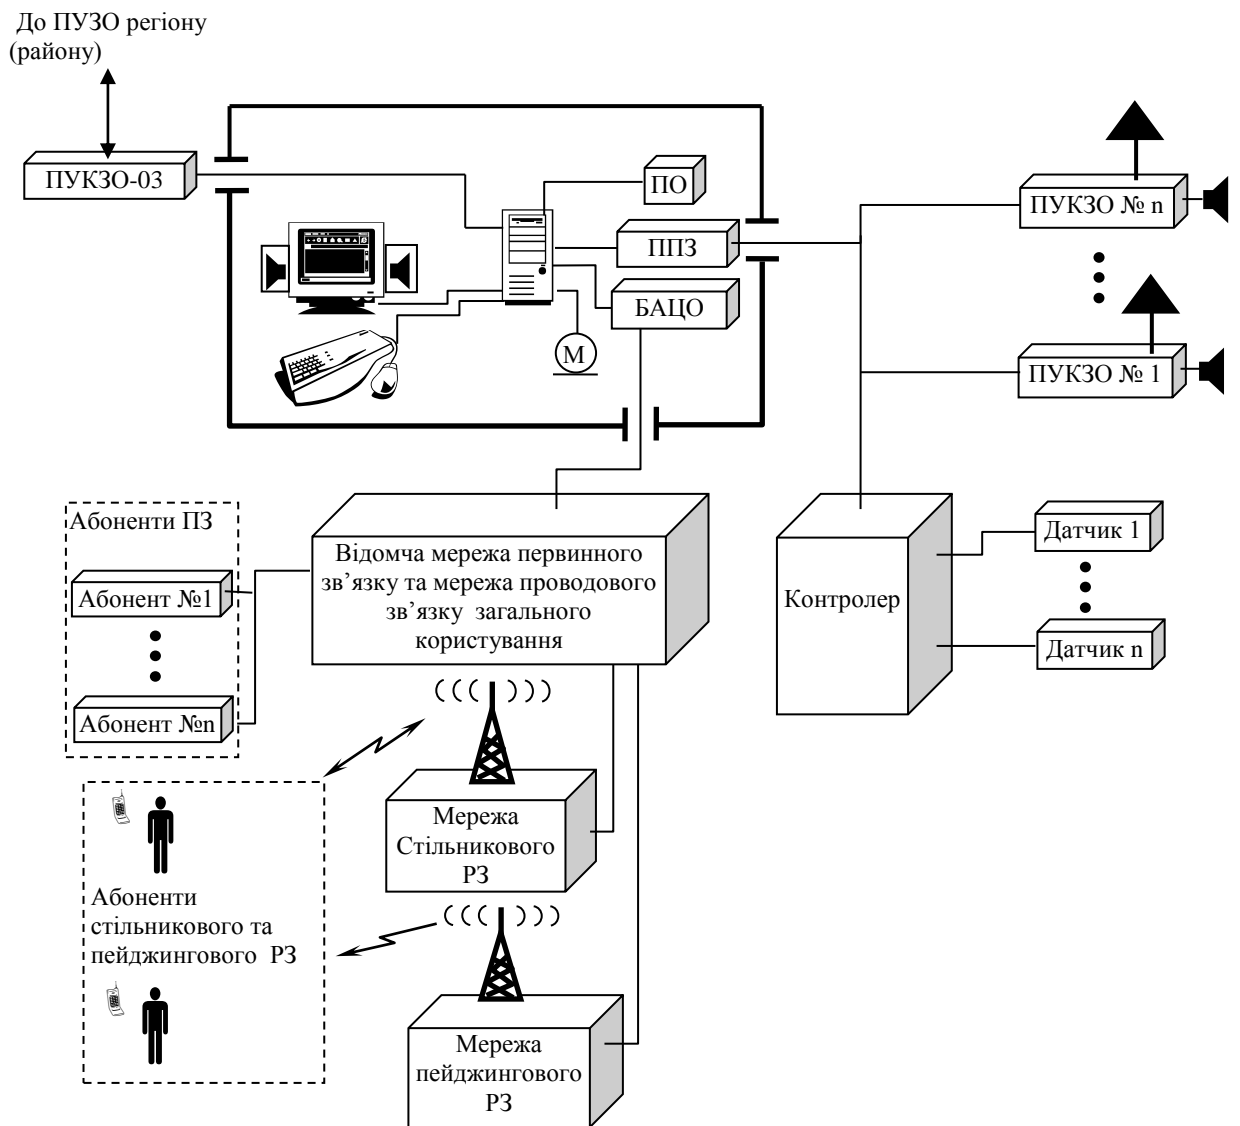 До ПУЗО регіону
(району)
ПУКЗО-03
ПО
ППЗ
БАЦО
М
ПУКЗО № n
ПУКЗО № 1
Абоненти ПЗ
Абонент №1
Абонент №n
Відомча мережа первинного
зв’язку та мережа проводового
зв’язку загального
користування
Контролер
Датчик 1
Датчик n
Мережа
Стільникового
РЗ
Абоненти
стільникового та
пейджингового РЗ
Мережа
пейджингового
РЗ